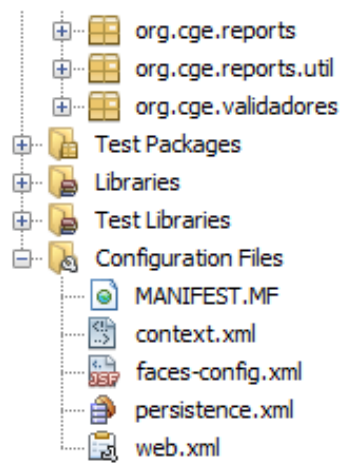 org.cge.reports
org.cge.reports.util
org.cge.validadores
Test Packages
Libraries
Test Libraries
Configuration Files
MANIFEST.MF
context.xml
JSF faces-config.xml
persistence.xml
web.xml